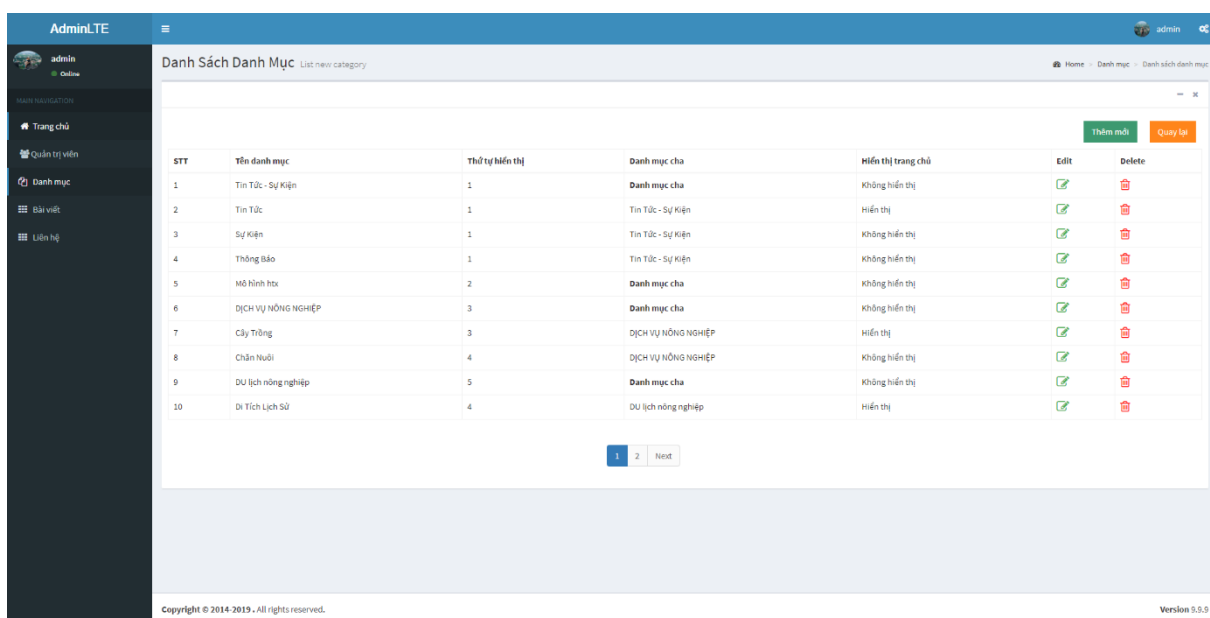 AdminLTE admin
admin
Online
Danh Sách Danh Mục List new category Home > Danh mục > Danh sách danh mục
MAIN NAVIGATION
Trang chủ
Quản trị viên
Danh mục
Bài viết
Liên hệ
Thêm mới Quay lại
STT Tên danh mục Thứ tự hiển thị Danh mục cha Hiển thị trang chủ Edit Delete
1 Tin Tức - Sự Kiện 1 Danh mục cha Không hiển thị
2 Tin Tức 1 Tin Tức - Sự Kiện Hiển thị
3 Sự Kiện 1 Tin Tức - Sự Kiện Không hiển thị
4 Thông Báo 1 Tin Tức - Sự Kiện Không hiển thị
5 Mô hình htx 2 Danh mục cha Không hiển thị
6 DỊCH VỤ NÔNG NGHIỆP 3 Danh mục cha Không hiển thị
7 Cây Trồng 3 DỊCH VỤ NÔNG NGHIỆP Hiển thị
8 Chăn Nuôi 4 DỊCH VỤ NÔNG NGHIỆP Không hiển thị
9 DU lịch nông nghiệp 5 Danh mục cha Không hiển thị
10 Di Tích Lịch Sử 4 DU lịch nông nghiệp Hiển thị
1 2 Next
Copyright © 2014-2019 . All rights reserved. Version 9.9.9